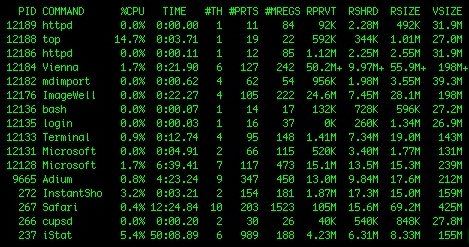 PID COMMAND %CPU TIME #TH #PRTS #MREGS RPRVT RSHRD RSIZE VSIZE
12189 httpd 0.0% 0:00.00 1 11 84 92K 2.28M 492K 31.9M
12188 top 14.7% 0:03.71 1 19 22 592K 344K 1.01M 27.0M
12186 httpd 0.0% 0:00.11 1 12 85 1.12M 2.25M 2.55M 31.9M
12184 Vienna 1.7% 0:21.90 6 127 242 50.2M+ 9.97M+ 55.9M+ 198M+
12182 mdimport 0.0% 0:00.62 4 62 54 956K 1.98M 3.55M 39.3M
12176 ImageWell 0.0% 0:22.27 4 105 222 24.6M 7.45M 28.1M 198M
12136 bash 0.0% 0:00.07 1 14 17 132K 728K 596K 27.2M
12135 login 0.0% 0:00.03 1 16 37 0K 260K 1.34M 26.9M
12133 Terminal 0.9% 0:12.74 4 95 148 1.41M 7.34M 19.0M 143M
12131 Microsoft 0.0% 0:04.91 2 66 115 520K 3.40M 1.77M 131M
12128 Microsoft 1.7% 6:39.41 7 117 473 15.1M 13.5M 15.3M 239M
9665 Adium 0.8% 4:23.24 9 347 450 13.0M 9.84M 17.6M 212M
272 InstantSho 3.2% 0:03.21 2 154 181 1.87M 17.3M 15.0M 159M
267 Safari 0.4% 12:24.84 10 203 1523 105M 15.6M 69.2M 425M
266 cupsd 0.0% 0:00.20 2 30 26 40K 540K 848K 27.8M
237 iStat 5.4% 50:08.89 6 989 188 4.23M 6.31M 8.33M 155M